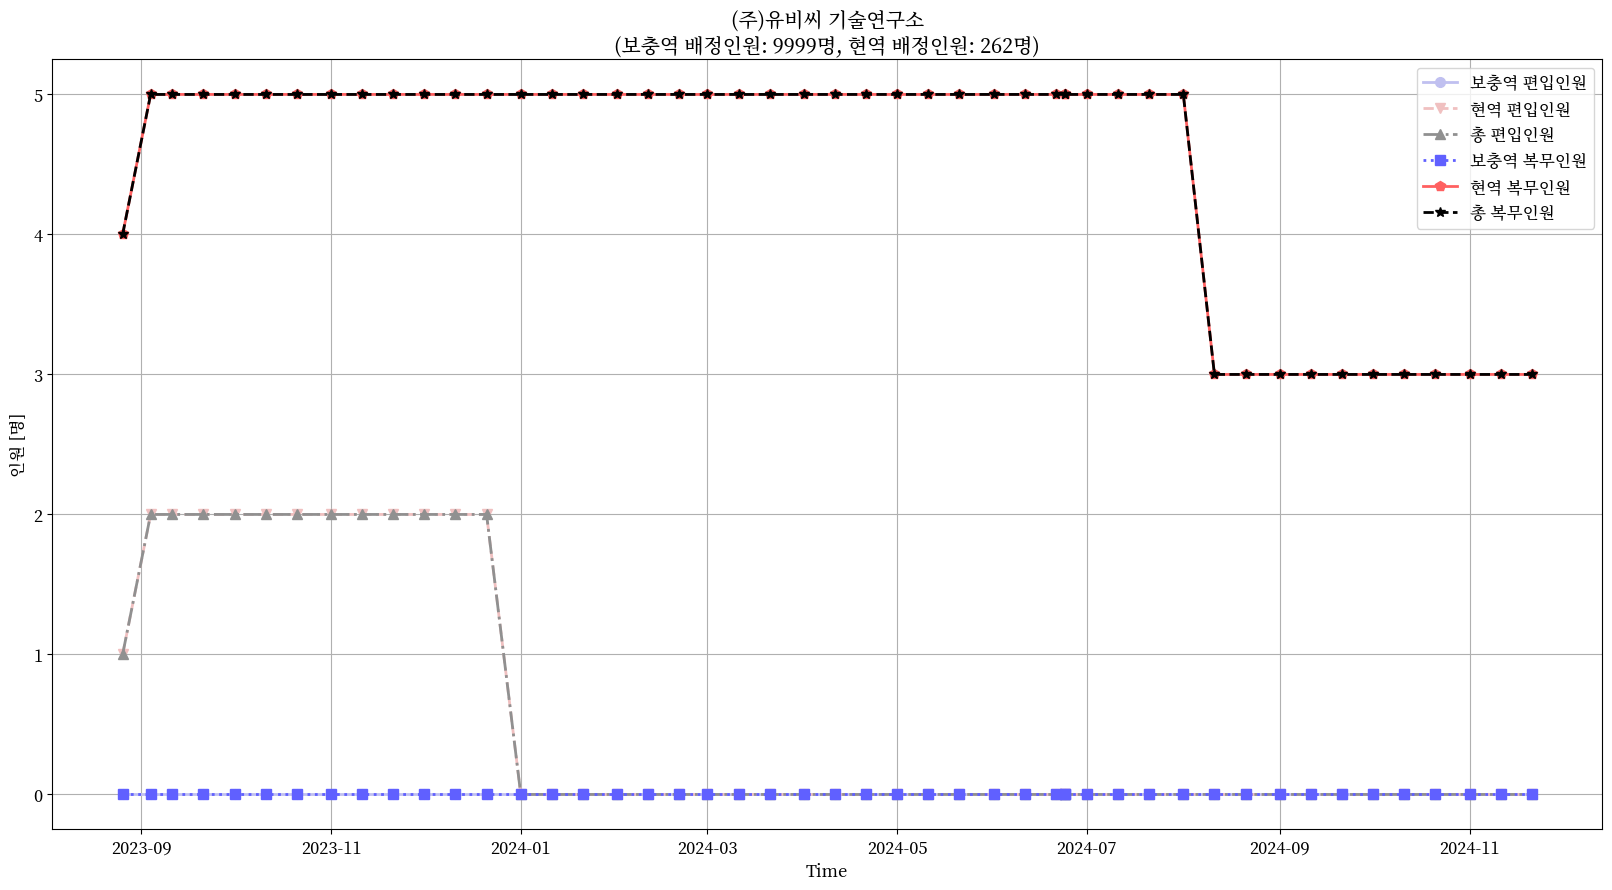 (주)유비씨 기술연구소
(보충역 배정인원: 9999명, 현역 배정인원: 262명)
보충역 편입인원
현역 편입인원
총 편입인원
보충역 복무인원
현역 복무인원
총 복무인원
인원 [명]
5
4
3
2
1
0
2023-09
2023-11
2024-01
2024-03
2024-05
2024-07
2024-09
2024-11
Time